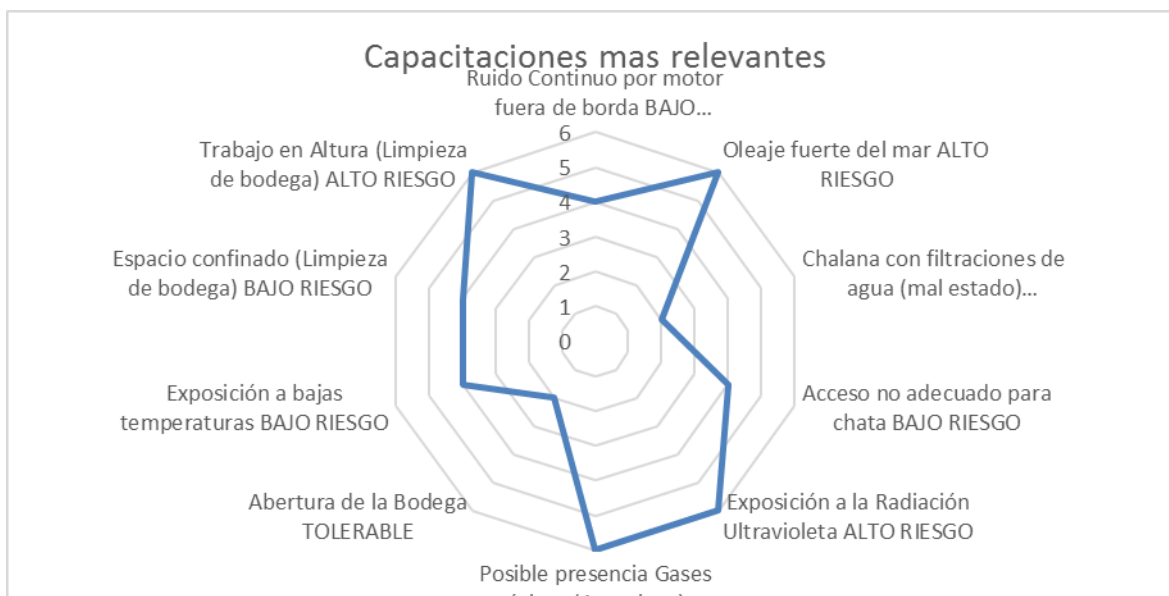 Capacitaciones mas relevantes
Ruido Continuo por motor
fuera de borda BAJO...
Oleaje fuerte del mar ALTO
RIESGO
Chalana con filtraciones de
agua (mal estado)...
Acceso no adecuado para
chata BAJO RIESGO
Exposición a la Radiación
Ultravioleta ALTO RIESGO
Posible presencia Gases
Abertura de la Bodega
TOLERABLE
Exposición a bajas
temperaturas BAJO RIESGO
Espacio confinado (Limpieza
de bodega) BAJO RIESGO
Trabajo en Altura (Limpieza
de bodega) ALTO RIESGO
6
5
4
3
2
1
0